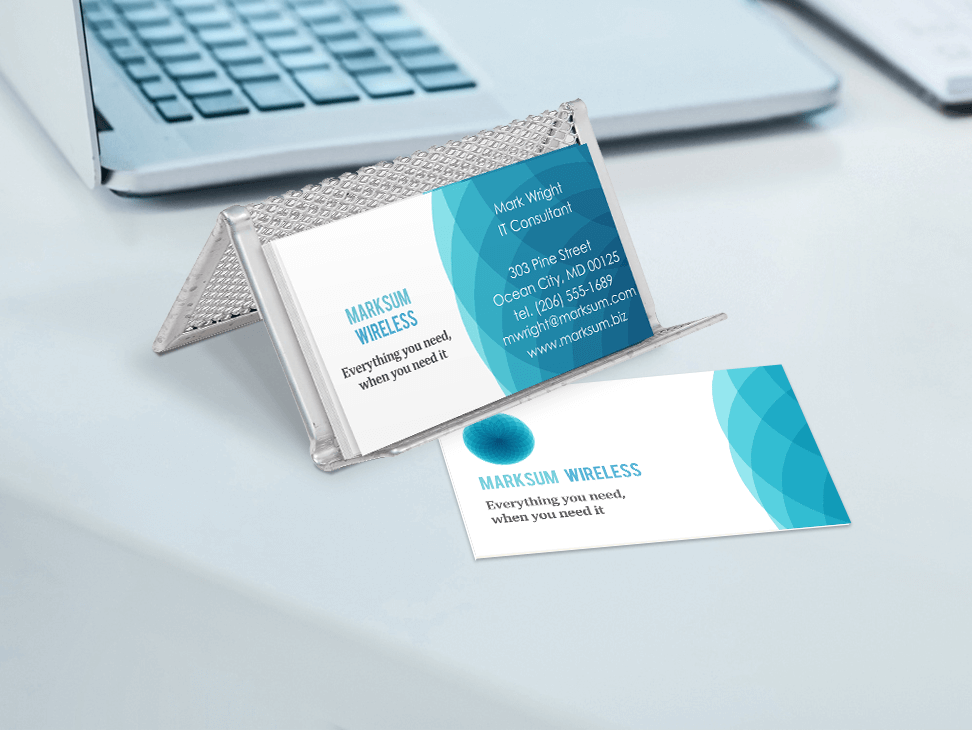 Mark Wright
IT Consultant
303 Pine Street
Ocean City, MD 00125
tel. (206) 555-1689
mwright@marksum.com
www.marksum.biz
MARKSUM
WIRELESS
Everything you need,
when you need it
MARKSUM WIRELESS
Everything you need,
when you need it